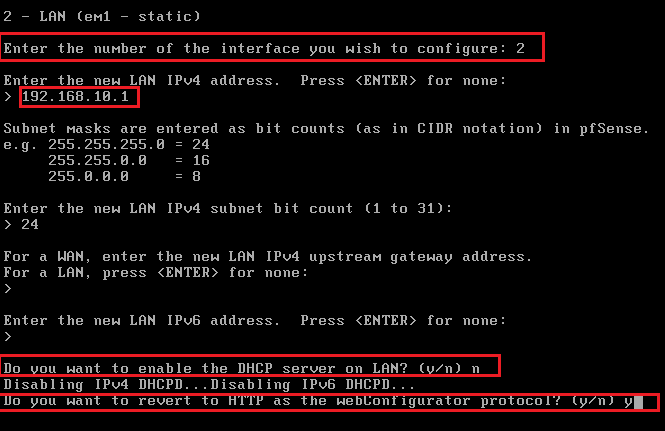 2 - LAN (em1 - static)
Enter the number of the interface you wish to configure: 2
Enter the new LAN IPv4 address.  Press <ENTER> for none:
> 192.168.10.1
Subnet masks are entered as bit counts (as in CIDR notation) in pfSense.
e.g. 255.255.255.0 = 24
     255.255.0.0   = 16
     255.0.0.0     = 8
Enter the new LAN IPv4 subnet bit count (1 to 31):
> 24
For a WAN, enter the new LAN IPv4 upstream gateway address.
For a LAN, press <ENTER> for none:
>
Enter the new LAN IPv6 address.  Press <ENTER> for none:
>
Do you want to enable the DHCP server on LAN? (y/n) n
Disabling IPv4 DHCPD...Disabling IPv6 DHCPD...
Do you want to revert to HTTP as the webConfigurator protocol? (y/n) y